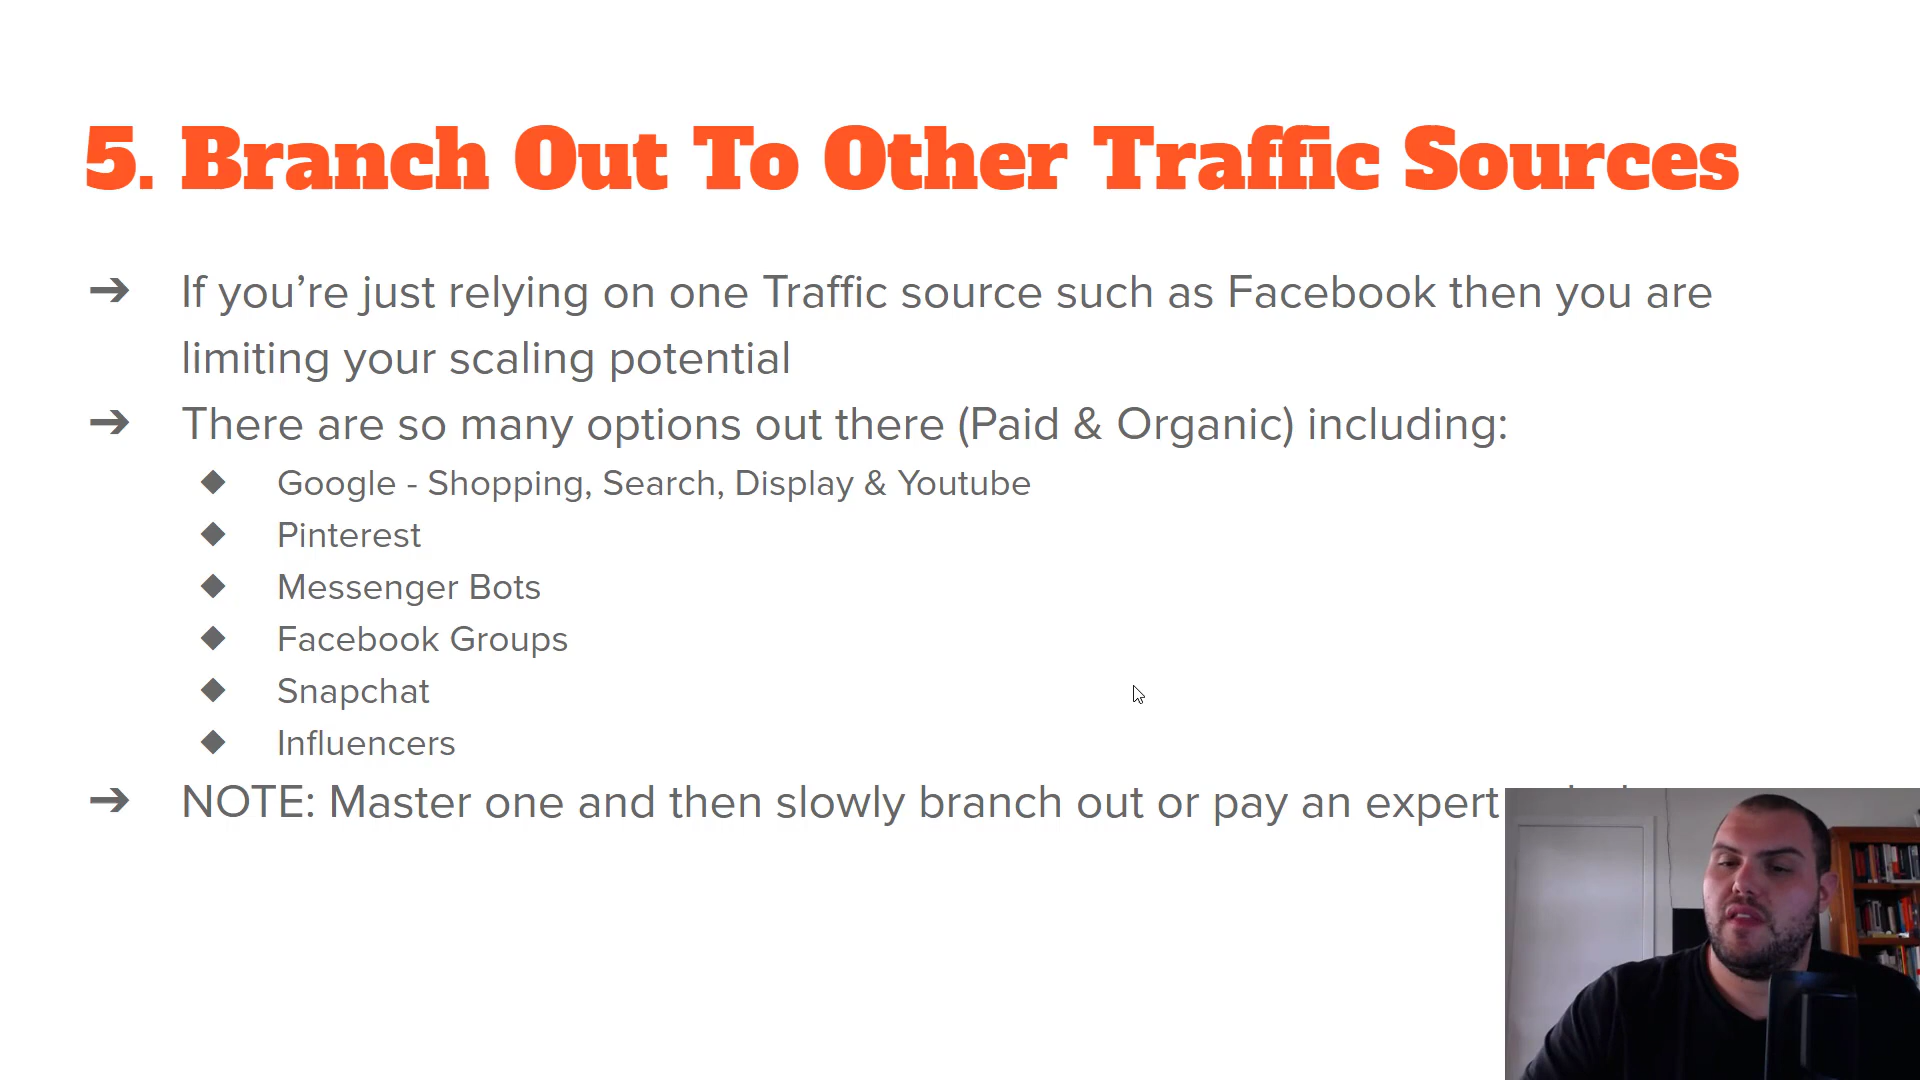 5. Branch Out To Other Traffic Sources
➔ If you’re just relying on one Traffic source such as Facebook then you are
limiting your scaling potential
➔ There are so many options out there (Paid & Organic) including:
◆ Google - Shopping, Search, Display & Youtube
◆ Pinterest
◆ Messenger Bots
◆ Facebook Groups
◆ Snapchat
◆ Influencers
➔ NOTE: Master one and then slowly branch out or pay an expert